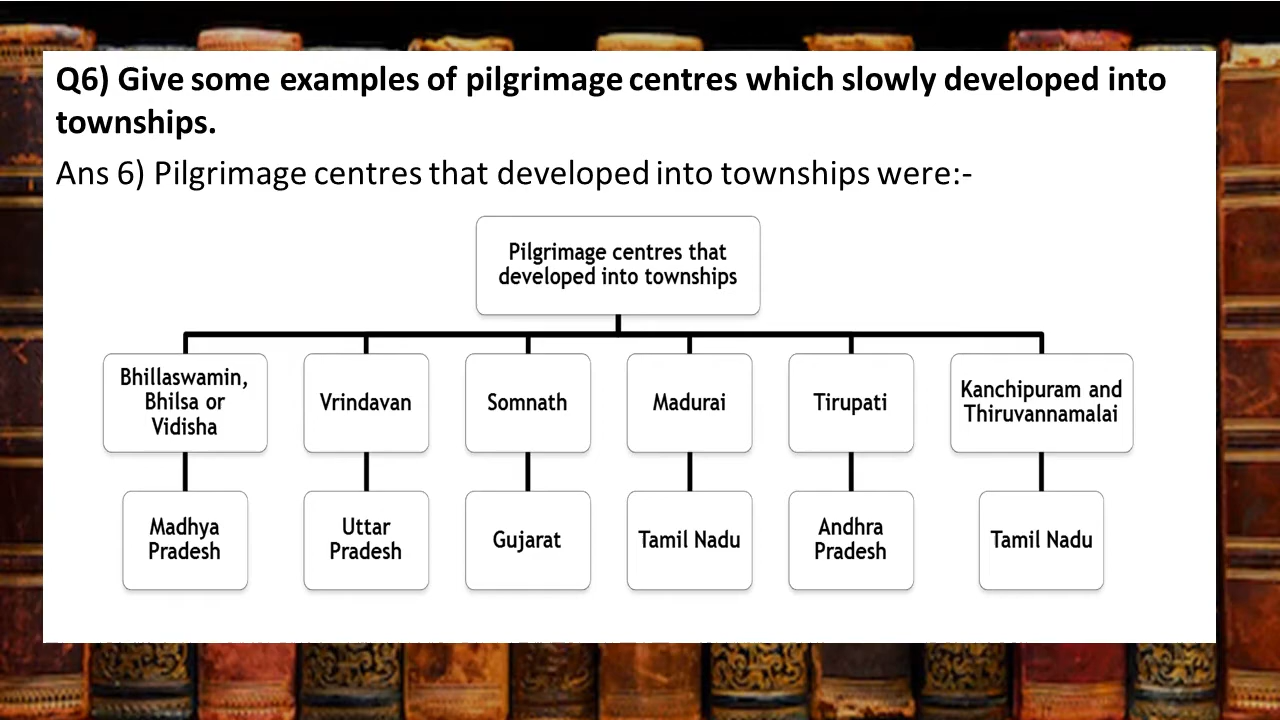 Q6) Give some examples of pilgrimage centres which slowly developed into
townships.
Ans 6) Pilgrimage centres that developed into townships were:-
Pilgrimage centres that
developed into townships
Bhillaswamin,
Bhilsa or
Vidisha
Vrindavan
Somnath
Madurai
Tirupati
Kanchipuram and
Thiruvannamalai
Madhya
Pradesh
Uttar
Pradesh
Gujarat
Tamil Nadu
Andhra
Pradesh
Tamil Nadu